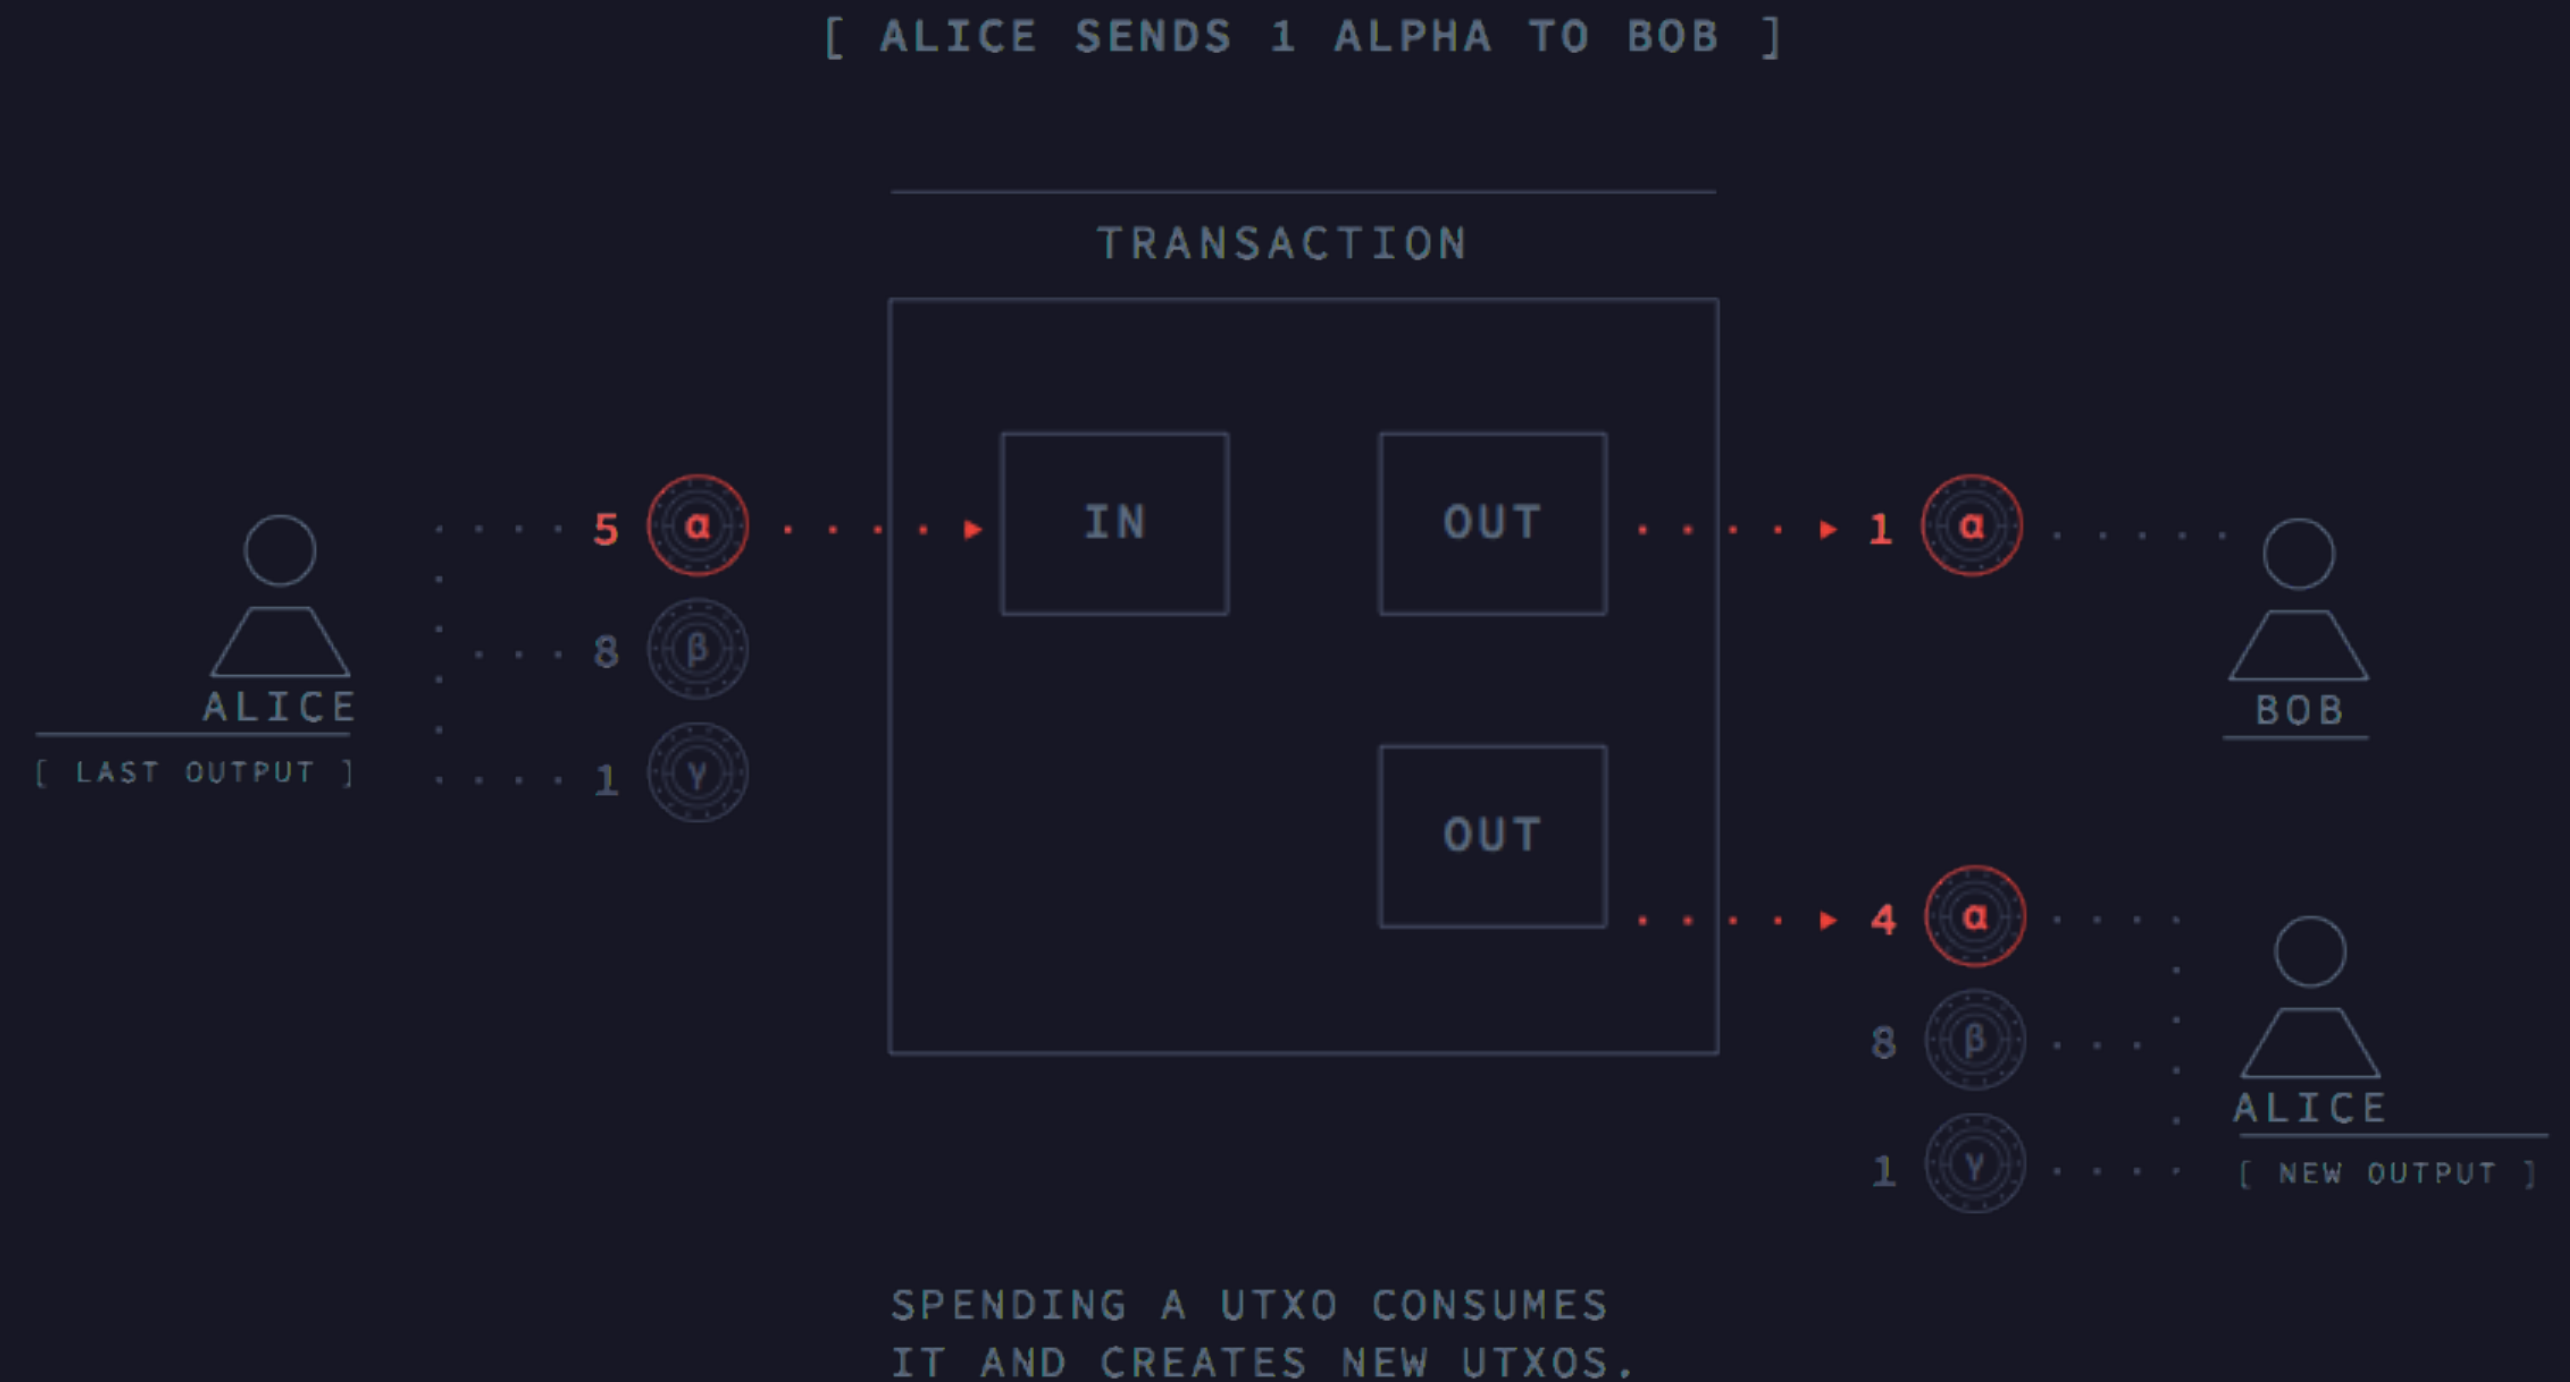 [ ALICE SENDS 1 ALPHA TO BOB ]
TRANSACTION
5 α
IN
OUT
1 α
8 β
ALICE
[ LAST OUTPUT ]
1 γ
BOB
OUT
4 α
8 β
ALICE
1 γ
[ NEW OUTPUT ]
SPENDING A UTXO CONSUMES
IT AND CREATES NEW UTXOS.